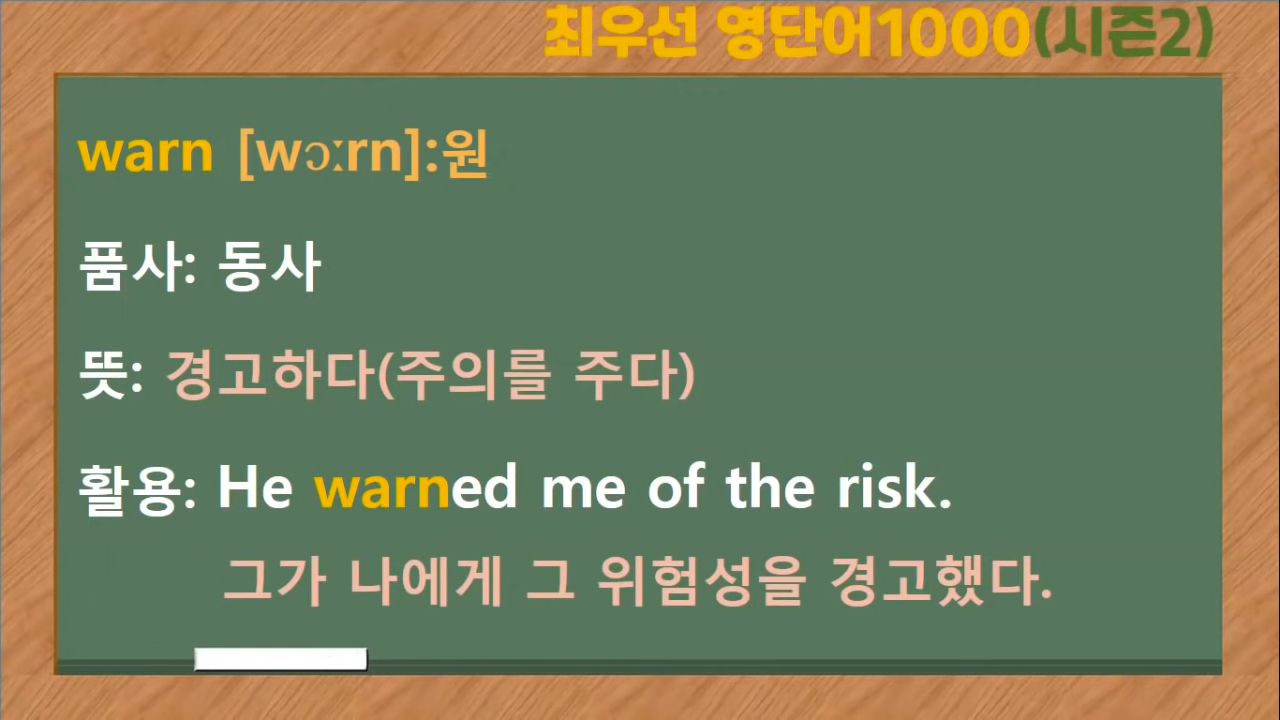 최우선 영단어1000(시즌2)
warn [wɔːrn]:원
품사: 동사
뜻: 경고하다(주의를 주다)
활용: He warned me of the risk.
그가 나에게 그 위험성을 경고했다.